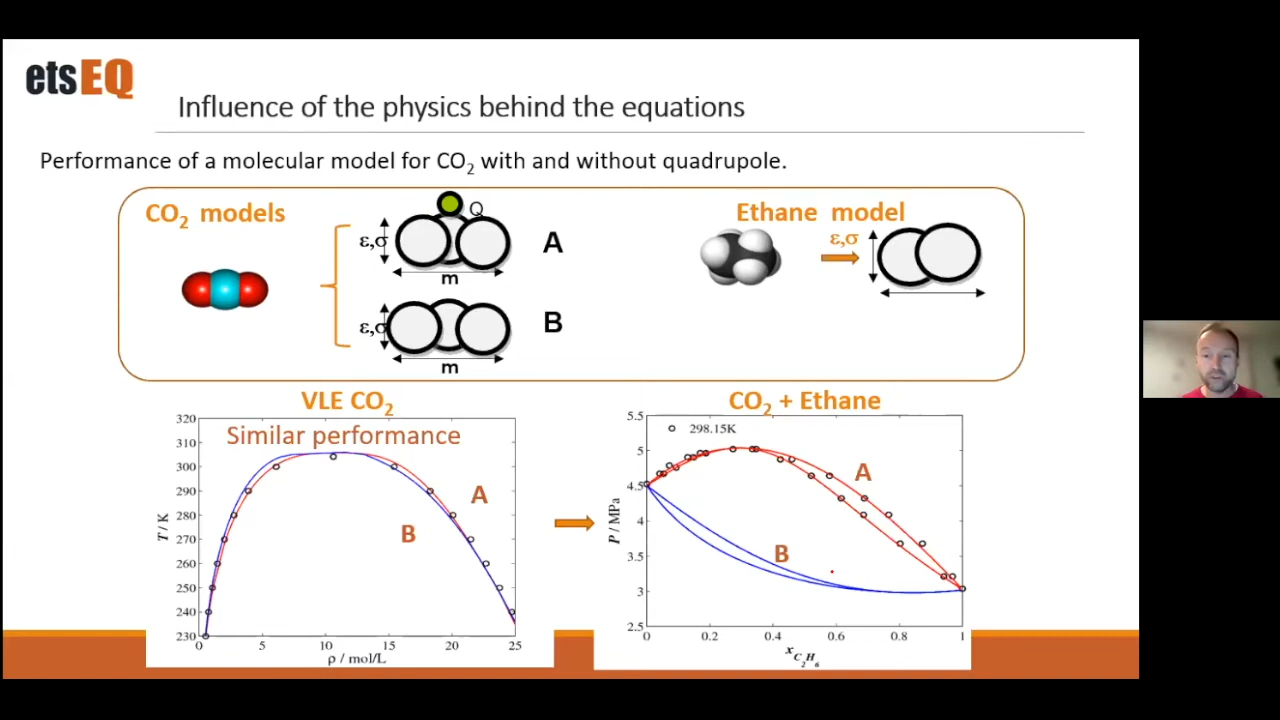 etsEQ
Influence of the physics behind the equations
Performance of a molecular model for CO2 with and without quadrupole.
CO2 models
Q
ε,σ
A
m
ε,σ
B
m
Ethane model
ε,σ
VLE CO2
Similar performance
A
B
320
310
300
290
280
270
260
250
240
230
T / K
0
5
10
15
20
25
ρ / mol/L
CO2 + Ethane
298.15K
A
B
5.5
5
4.5
4
3.5
3
2.5
P / MPa
0
0.2
0.4
0.6
0.8
1
xC2H6